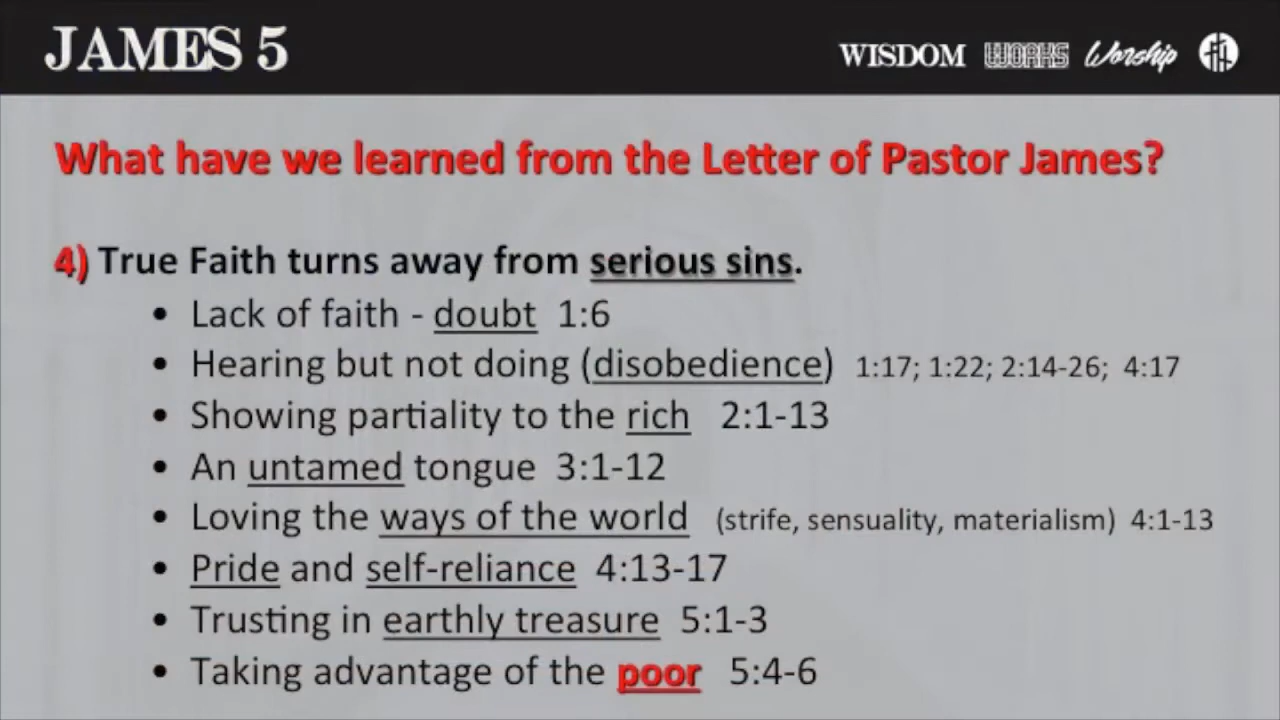 JAMES 5
WISDOM WORKS Worship
What have we learned from the Letter of Pastor James?
4) True Faith turns away from serious sins.
• Lack of faith - doubt 1:6
• Hearing but not doing (disobedience) 1:17; 1:22; 2:14-26; 4:17
• Showing partiality to the rich 2:1-13
• An untamed tongue 3:1-12
• Loving the ways of the world (strife, sensuality, materialism) 4:1-13
• Pride and self-reliance 4:13-17
• Trusting in earthly treasure 5:1-3
• Taking advantage of the poor 5:4-6